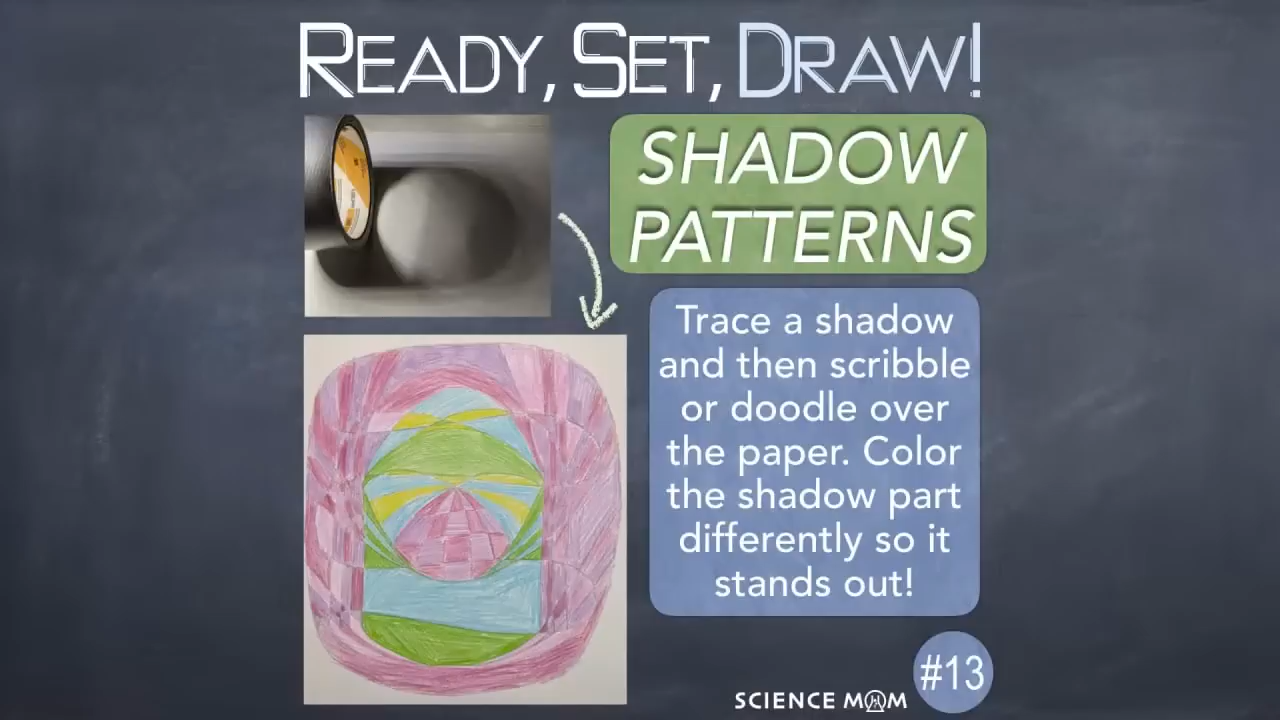 READY, SET, DRAW!
SHADOW
PATTERNS
Trace a shadow
and then scribble
or doodle over
the paper. Color
the shadow part
differently so it
stands out!
#13
SCIENCE MOM